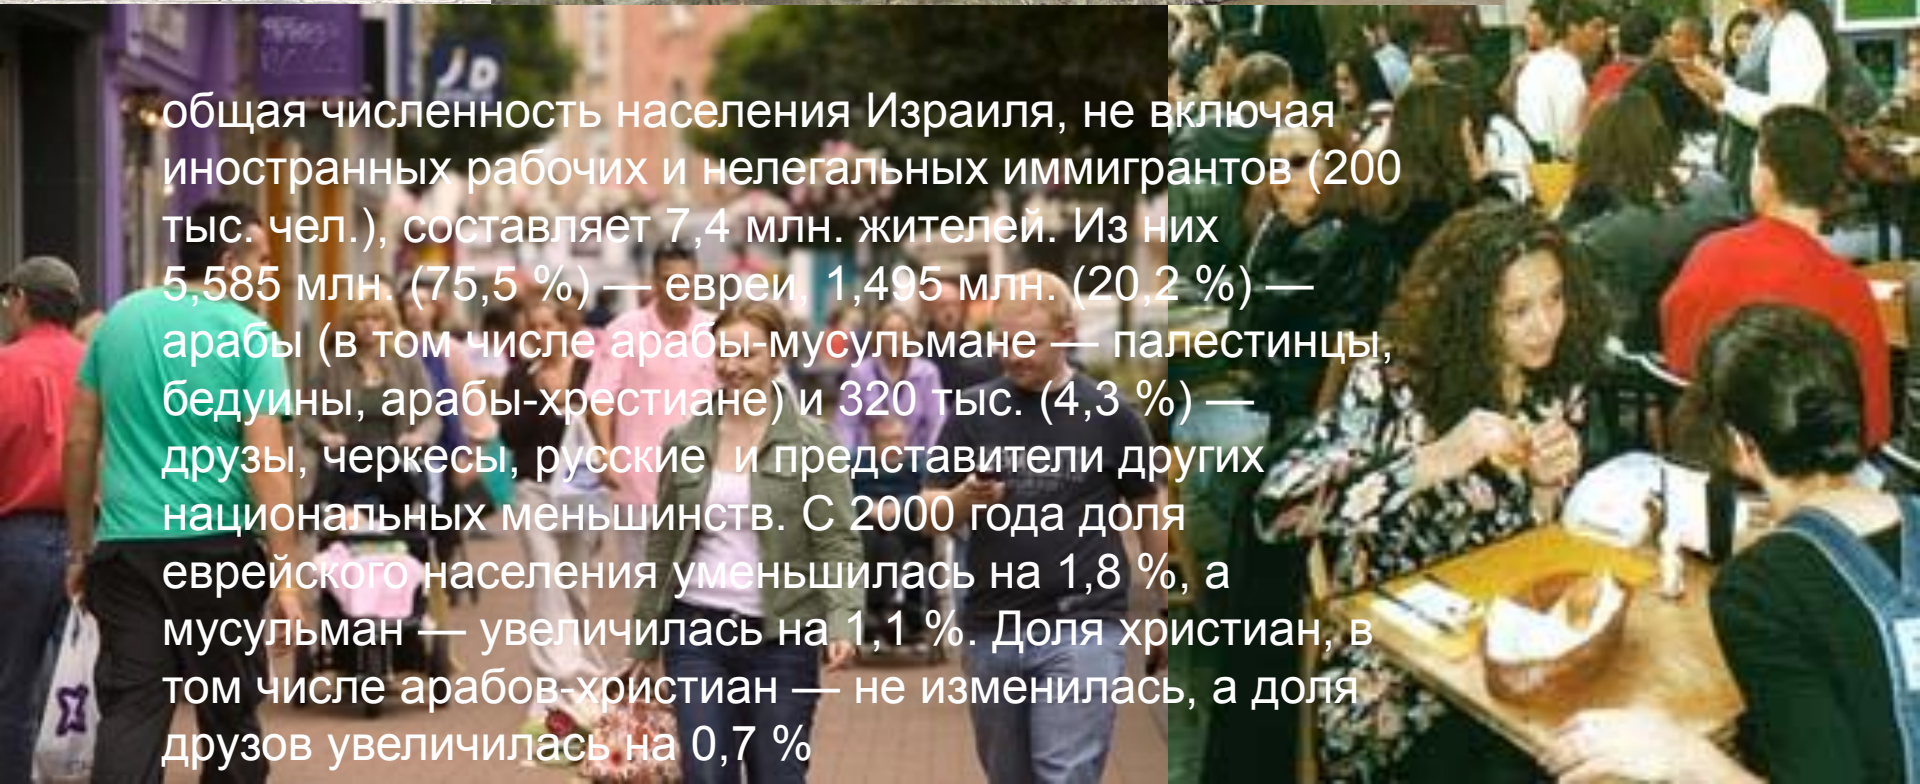 JD
общая численность населения Израиля, не включая
иностранных рабочих и нелегальных иммигрантов (200
тыс. чел.), составляет 7,4 млн. жителей. Из них
5,585 млн. (75,5 %) — евреи, 1,495 млн. (20,2 %) —
арабы (в том числе арабы-мусульмане — палестинцы,
бедуины, арабы-хрестиане) и 320 тыс. (4,3 %) —
друзы, черкесы, русские  и представители других
национальных меньшинств. С 2000 года доля
еврейского населения уменьшилась на 1,8 %, а
мусульман — увеличилась на 1,1 %. Доля христиан, в
том числе арабов-христиан — не изменилась, а доля
друзов увеличилась на 0,7 %